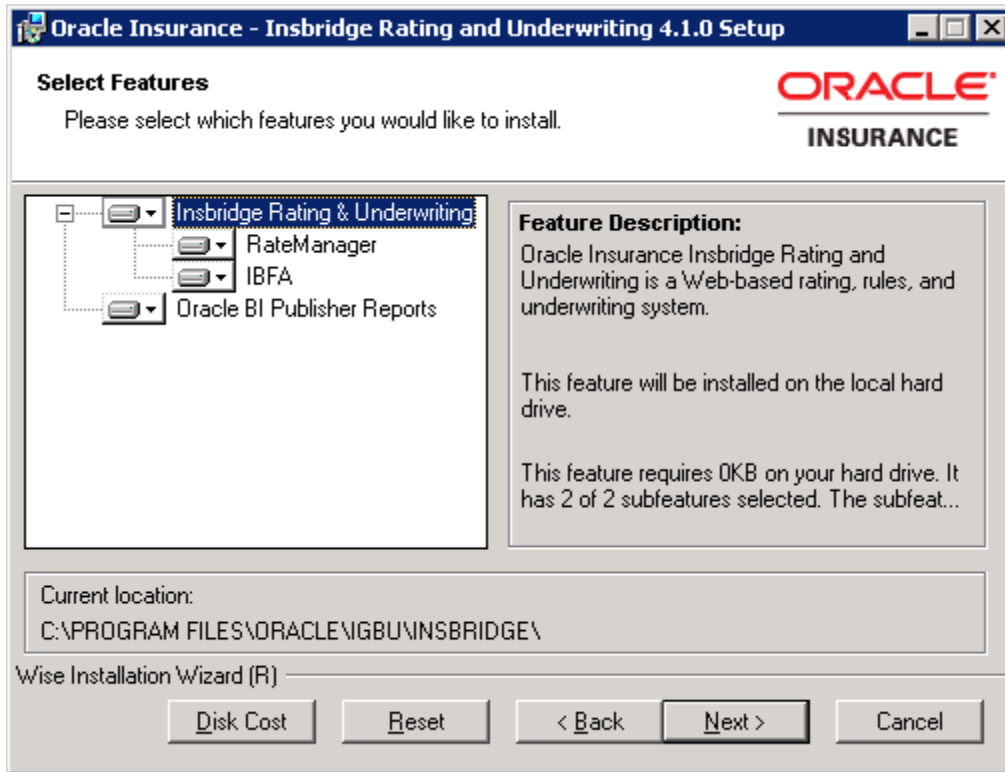 Oracle Insurance - Insbridge Rating and Underwriting 4.1.0 Setup
Select Features
Please select which features you would like to install.
ORACLE
INSURANCE
Insbridge Rating & Underwriting
RateManager
IBFA
Oracle BI Publisher Reports
Feature Description:
Oracle Insurance Insbridge Rating and
Underwriting is a Web-based rating, rules, and
underwriting system.
This feature will be installed on the local hard
drive.
This feature requires 0KB on your hard drive. It
has 2 of 2 subfeatures selected. The subfeat...
Current location:
C:\PROGRAM FILES\ORACLE\IGBU\INSBRIDGE\
Wise Installation Wizard (R)
Disk Cost
Reset
< Back
Next >
Cancel